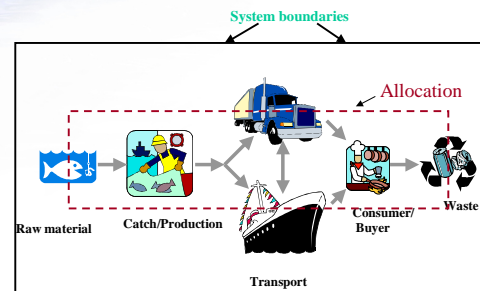 System boundaries
Allocation
Raw material
Catch/Production
Consumer/
Buyer
Waste
Transport